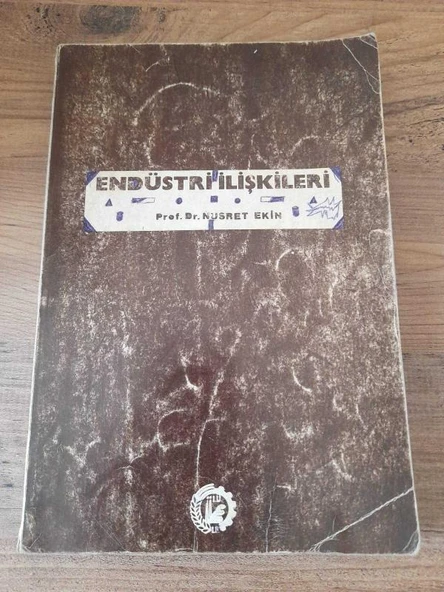 ENDÜSTRİ İLİŞKİLERİ
Prof. Dr. NUSRET EKİN